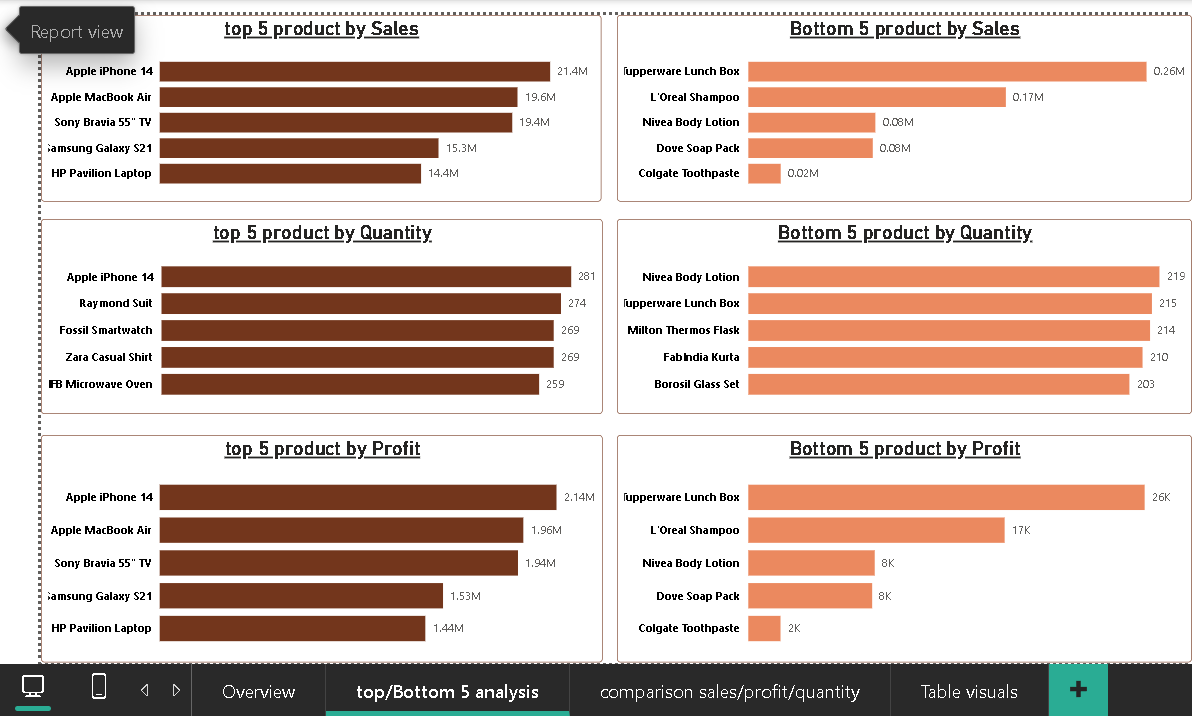 Report view
top 5 product by Sales
Apple iPhone 14 21.4M
Apple MacBook Air 19.6M
Sony Bravia 55" TV 19.4M
Samsung Galaxy S21 15.3M
HP Pavilion Laptop 14.4M
Bottom 5 product by Sales
Tupperware Lunch Box 0.26M
L'Oreal Shampoo 0.17M
Nivea Body Lotion 0.08M
Dove Soap Pack 0.08M
Colgate Toothpaste 0.02M
top 5 product by Quantity
Apple iPhone 14 281
Raymond Suit 274
Fossil Smartwatch 269
Zara Casual Shirt 269
IFB Microwave Oven 259
Bottom 5 product by Quantity
Nivea Body Lotion 219
Tupperware Lunch Box 215
Milton Thermos Flask 214
FabIndia Kurta 210
Borosil Glass Set 203
top 5 product by Profit
Apple iPhone 14 2.14M
Apple MacBook Air 1.96M
Sony Bravia 55" TV 1.94M
Samsung Galaxy S21 1.53M
HP Pavilion Laptop 1.44M
Bottom 5 product by Profit
Tupperware Lunch Box 26K
L'Oreal Shampoo 17K
Nivea Body Lotion 8K
Dove Soap Pack 8K
Colgate Toothpaste 2K
Overview top/Bottom 5 analysis comparison sales/profit/quantity Table visuals +